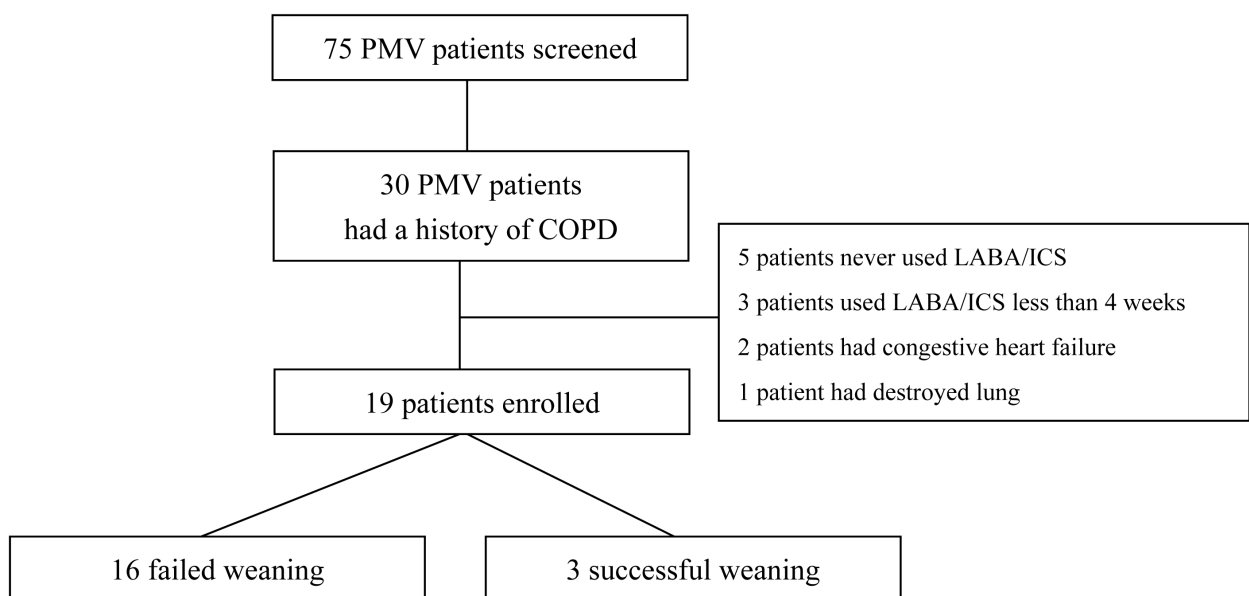 75 PMV patients screened
30 PMV patients
had a history of COPD
5 patients never used LABA/ICS
3 patients used LABA/ICS less than 4 weeks
2 patients had congestive heart failure
1 patient had destroyed lung
19 patients enrolled
16 failed weaning
3 successful weaning